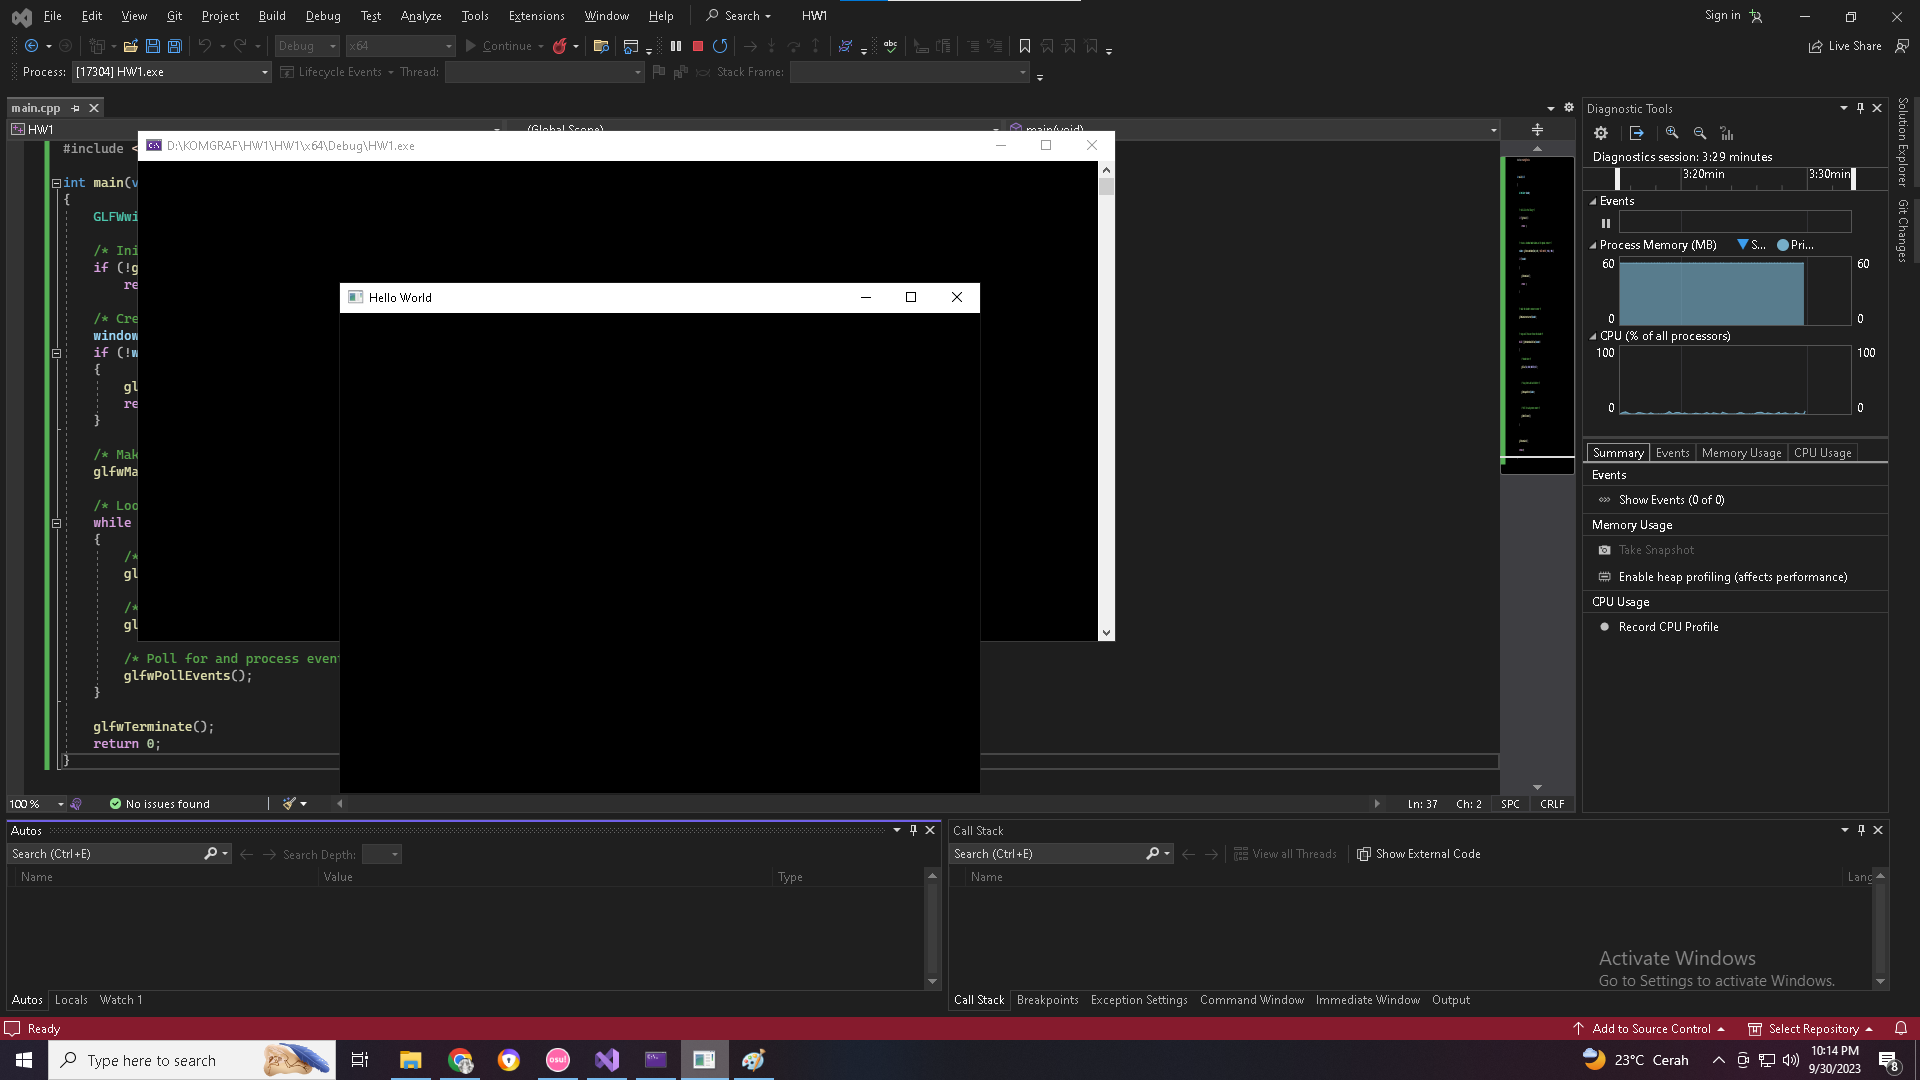 File Edit View Git Project Build Debug Test Analyze Tools Extensions Window Help Search HW1 Sign in
Debug x64 Continue Live Share
Process: [17304] HW1.exe Lifecycle Events Thread: Stack Frame:
main.cpp
HW1 (Global Scope) main(void)
D:\KOMGRAF\HW1\HW1\x64\Debug\HW1.exe
Hello World
#include <
int main(v
{
GLFWwi
/* Ini
if (!g
re
/* Cre
window
if (!w
{
gl
re
}
/* Mak
glfwMa
/* Loo
while
{
/*
gl
/*
gl
/* Poll for and process event
glfwPollEvents();
}
glfwTerminate();
return 0;
}
100 % No issues found Ln: 37 Ch: 2 SPC CRLF
Diagnostic Tools
Diagnostics session: 3:29 minutes
3:20min 3:30min
Events
Process Memory (MB) S... Pri...
60 60
0 0
CPU (% of all processors)
100 100
0 0
Summary Events Memory Usage CPU Usage
Events
Show Events (0 of 0)
Memory Usage
Take Snapshot
Enable heap profiling (affects performance)
CPU Usage
Record CPU Profile
Solution Explorer
Git Changes
Autos
Search (Ctrl+E) Search Depth:
Name Value Type
Autos Locals Watch 1
Call Stack
Search (Ctrl+E) View all Threads Show External Code
Name Lang
Activate Windows
Go to Settings to activate Windows.
Call Stack Breakpoints Exception Settings Command Window Immediate Window Output
Ready Add to Source Control Select Repository
Type here to search osu! 23°C Cerah 10:14 PM
9/30/2023
8